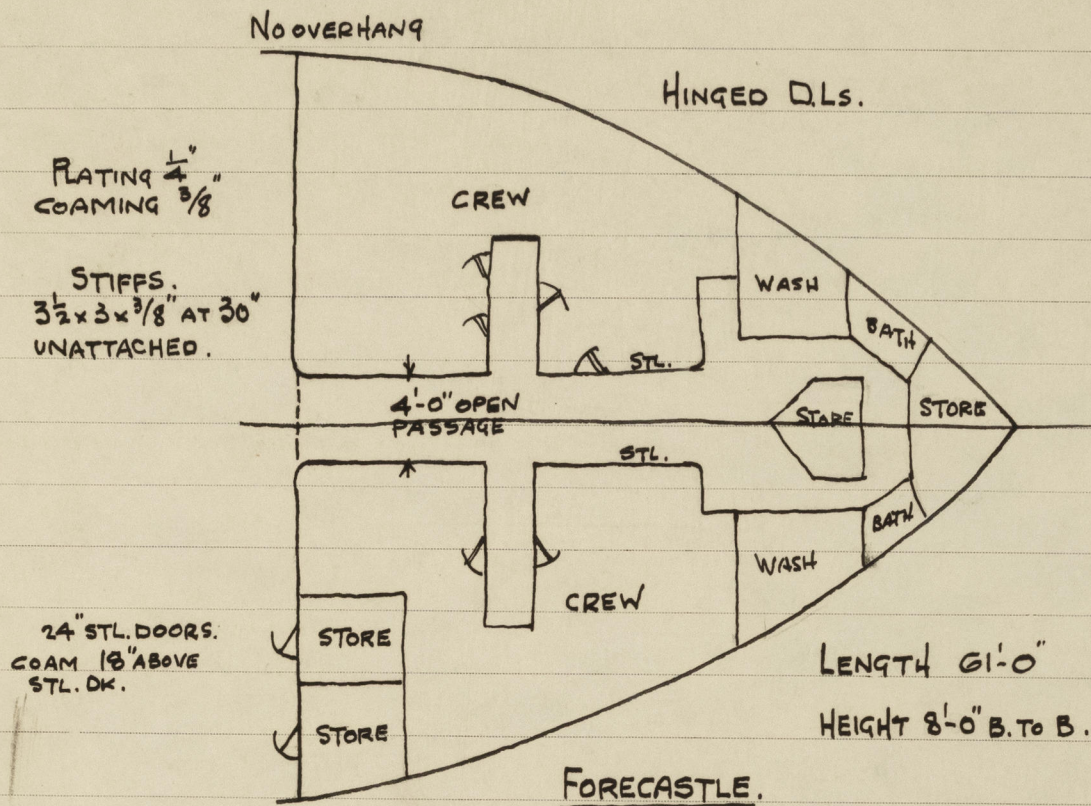 NO OVERHANG
HINGED D.LS.
PLATING 1/4"
COAMING 3/8"
CREW
STIFFS.
3 1/2 x 3 x 3/8" AT 30"
UNATTACHED.
WASH
BATH
STL.
4'-0" OPEN
PASSAGE
STORE
STORE
STL.
BATH
WASH
CREW
24" STL. DOORS.
COAM 18" ABOVE
STL. DK.
STORE
STORE
LENGTH 61'-0"
HEIGHT 8'-0" B. TO B.
FORECASTLE.